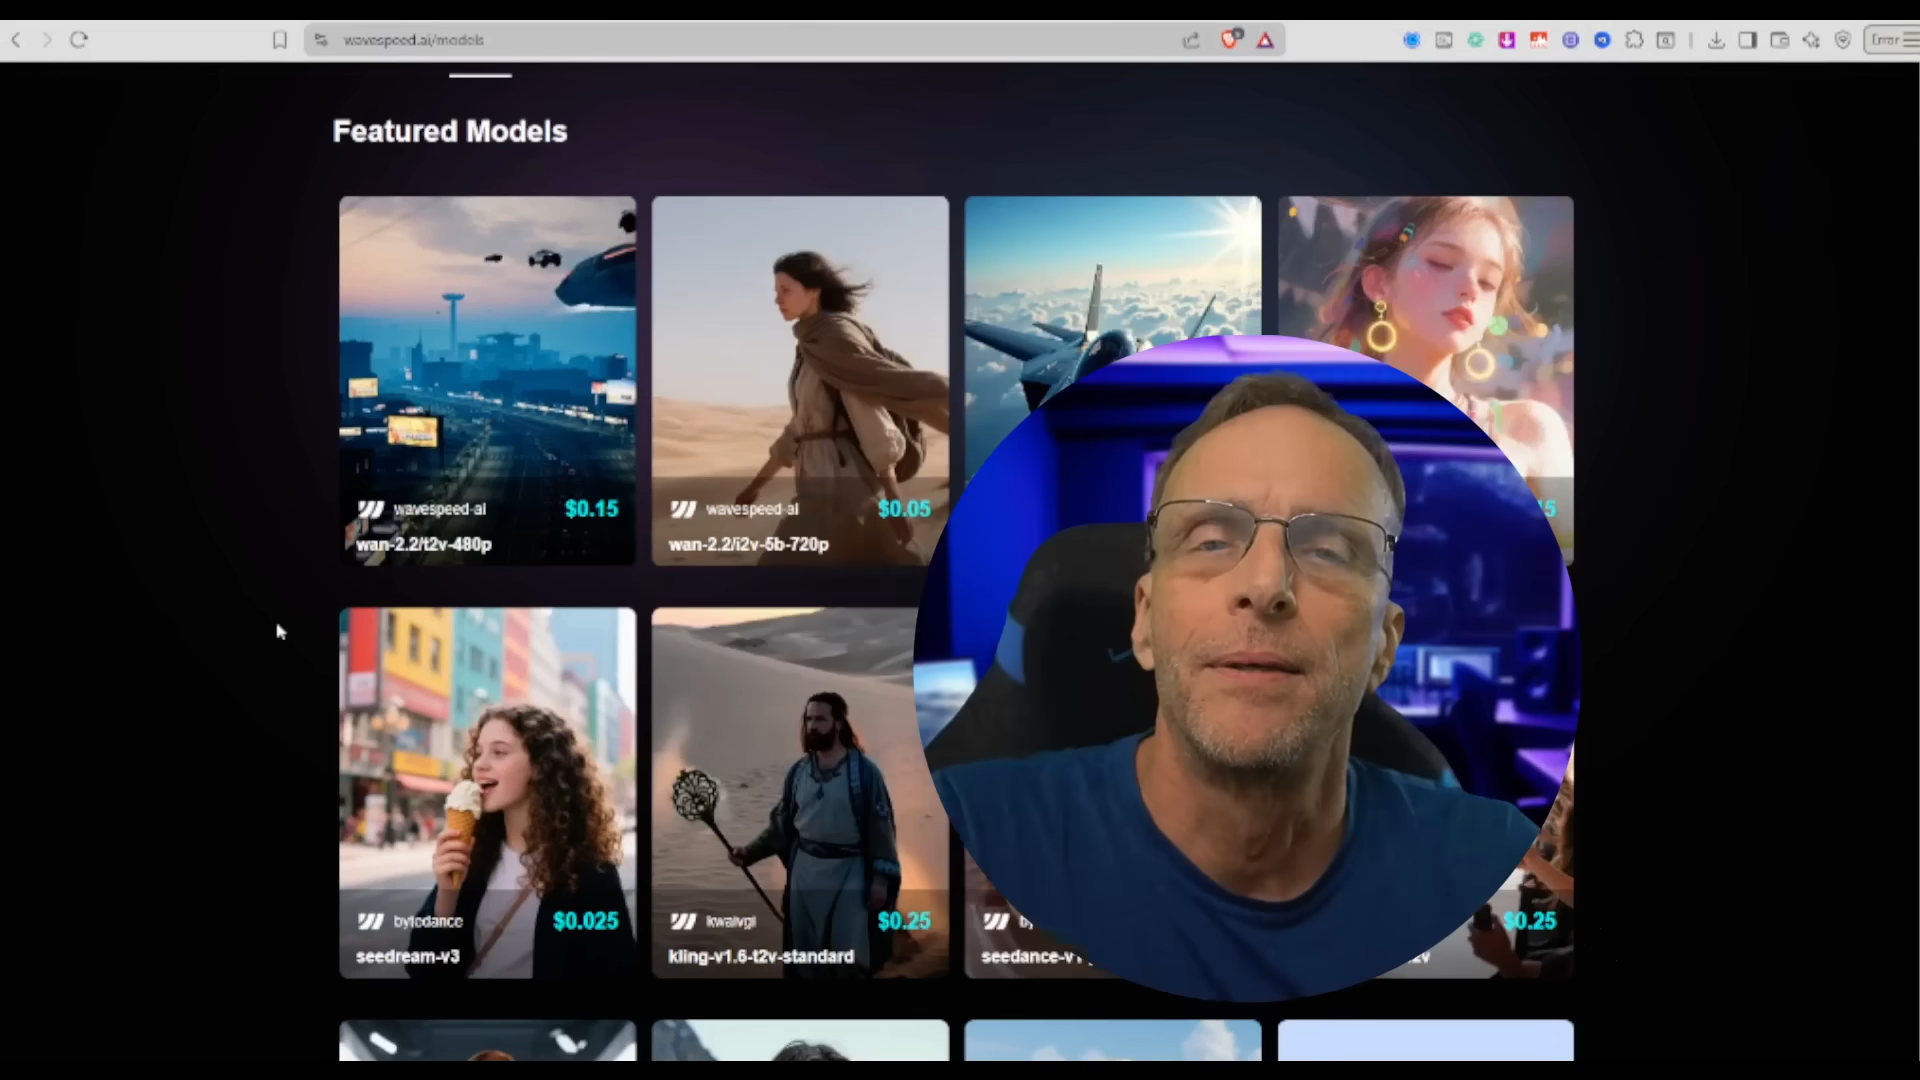 wavespeed.ai/models
Error
Featured Models
wavespeed-ai $0.15
wan-2.2/t2v-480p
wavespeed-ai $0.05
wan-2.2/i2v-5b-720p
bytedance $0.025
seedream-v3
kwaivgi $0.25
kling-v1.6-t2v-standard
seedance-v1
$0.25